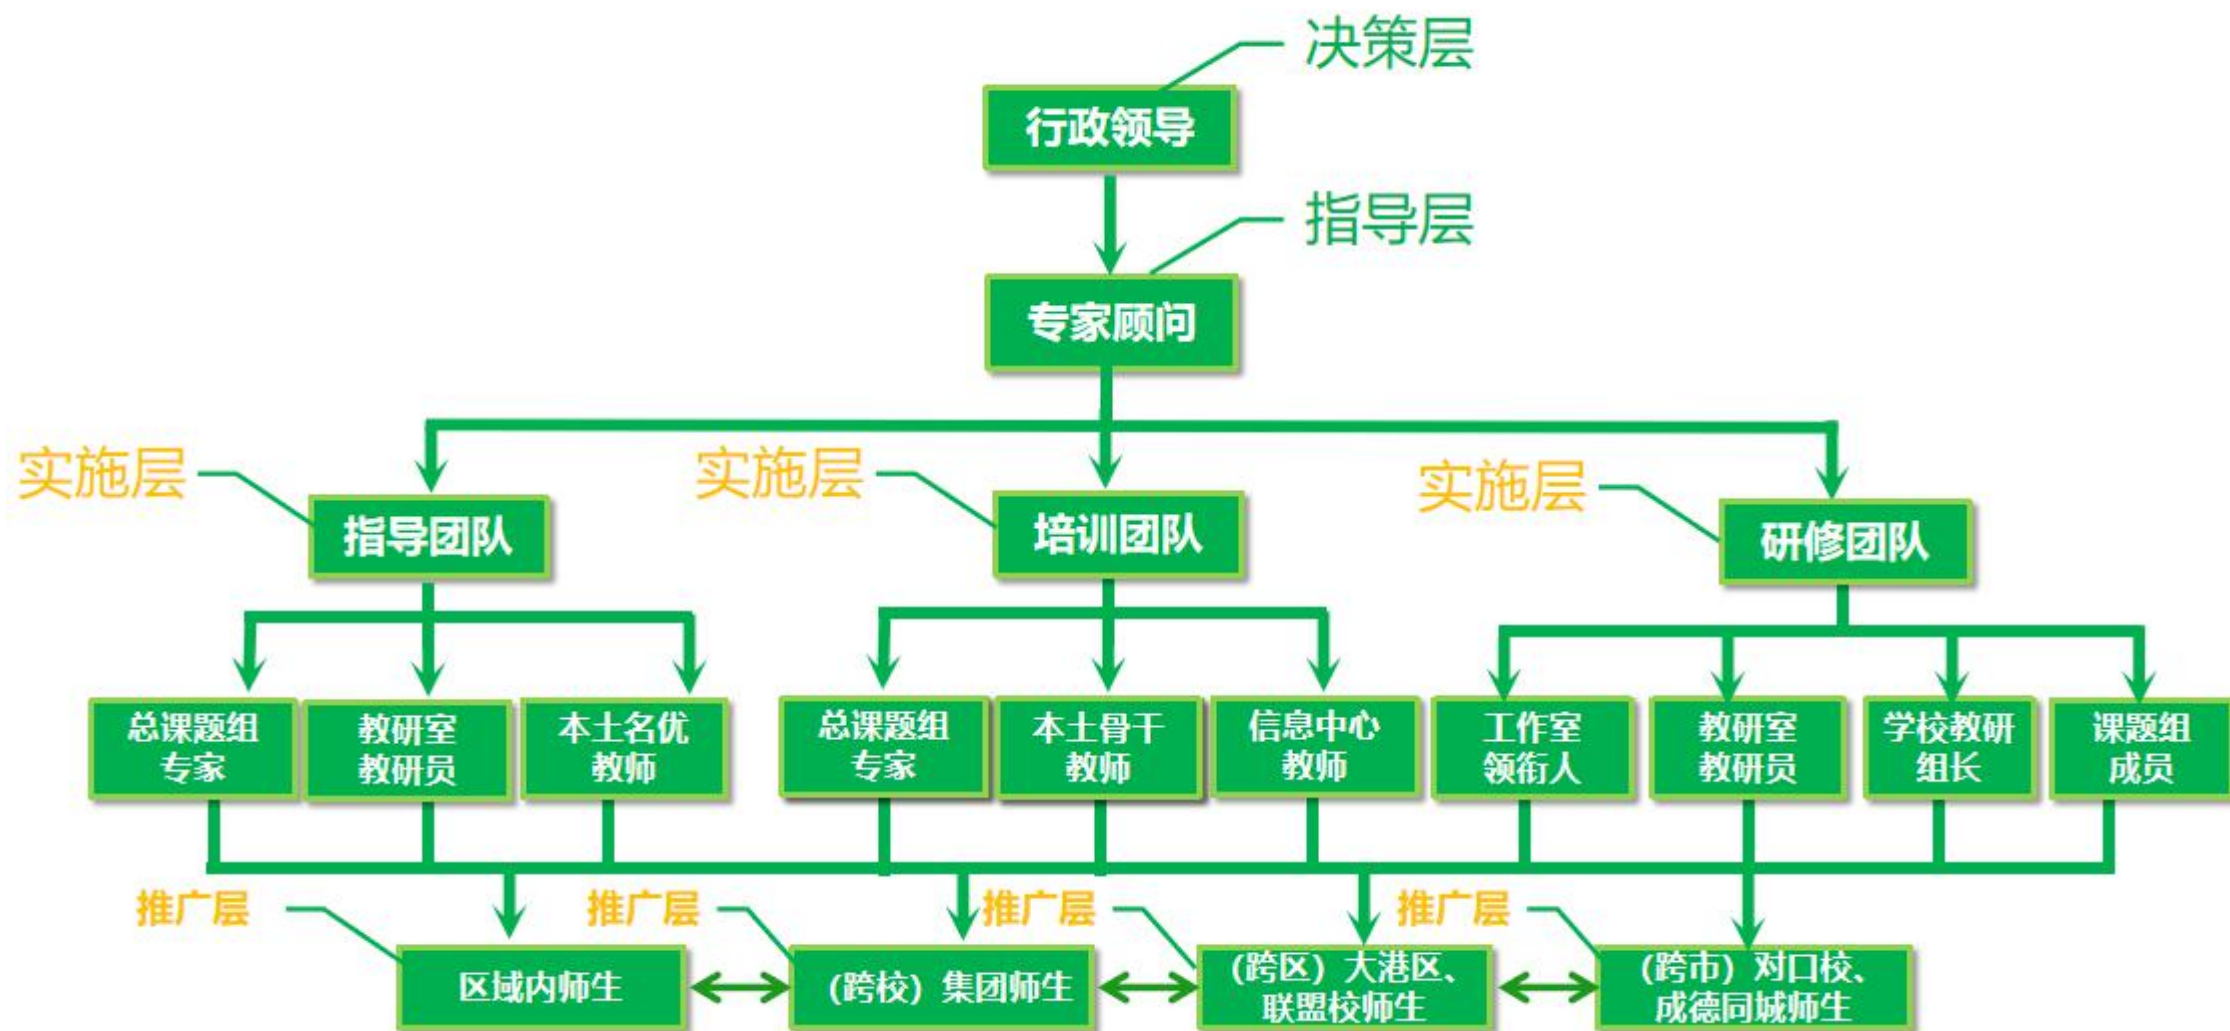 决策层
行政领导
指导层
专家顾问
实施层
实施层
实施层
指导团队
培训团队
研修团队
总课题组
专家
教研室
教研员
本土名优
教师
总课题组
专家
本土骨干
教师
信息中心
教师
工作室
领衔人
教研室
教研员
学校教研
组长
课题组
成员
推广层
推广层
推广层
推广层
区域内师生
（跨校）集团师生
（跨区）大港区、
联盟校师生
（跨市）对口校、
成德同城师生